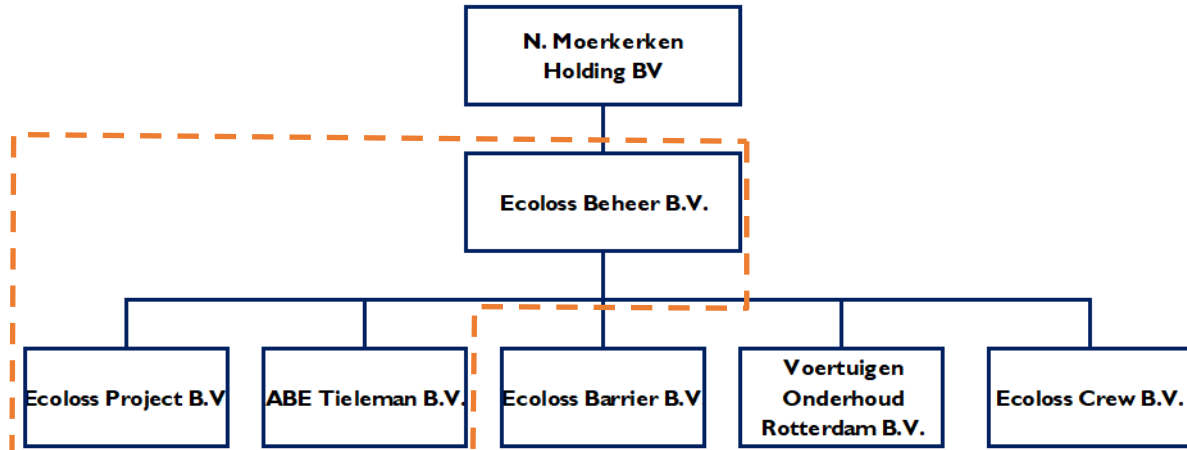 N. Moerkerken
Holding BV
Ecoloss Beheer B.V.
Ecoloss Project B.V
ABE Tieleman B.V.
Ecoloss Barrier B.V
Voertuigen
Onderhoud
Rotterdam B.V.
Ecoloss Crew B.V.